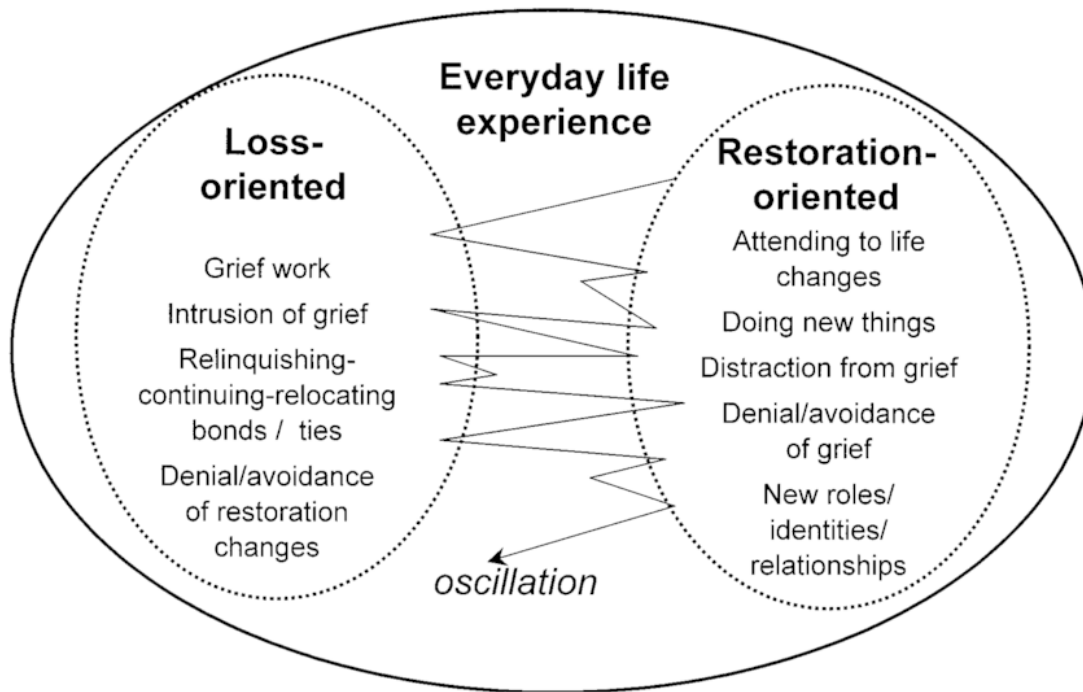 Everyday life
experience
Loss-
oriented
Grief work
Intrusion of grief
Relinquishing-
continuing-relocating
bonds / ties
Denial/avoidance
of restoration
changes
Restoration-
oriented
Attending to life
changes
Doing new things
Distraction from grief
Denial/avoidance
of grief
New roles/
identities/
relationships
oscillation